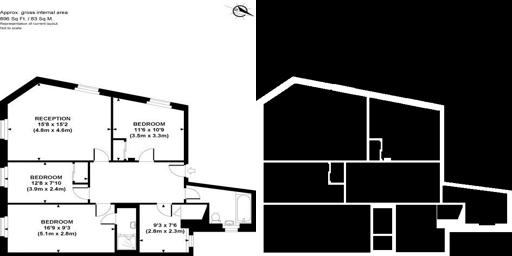 Approx. gross internal area
896 Sq Ft. / 83 Sq M.
Representation of current layout
Not to scale
RECEPTION
15'8 x 15'2
(4.8m x 4.6m)
BEDROOM
11'6 x 10'9
(3.5m x 3.3m)
BEDROOM
12'8 x 7'10
(3.9m x 2.4m)
BEDROOM
16'9 x 9'3
(5.1m x 2.8m)
9'3 x 7'6
(2.8m x 2.3m)